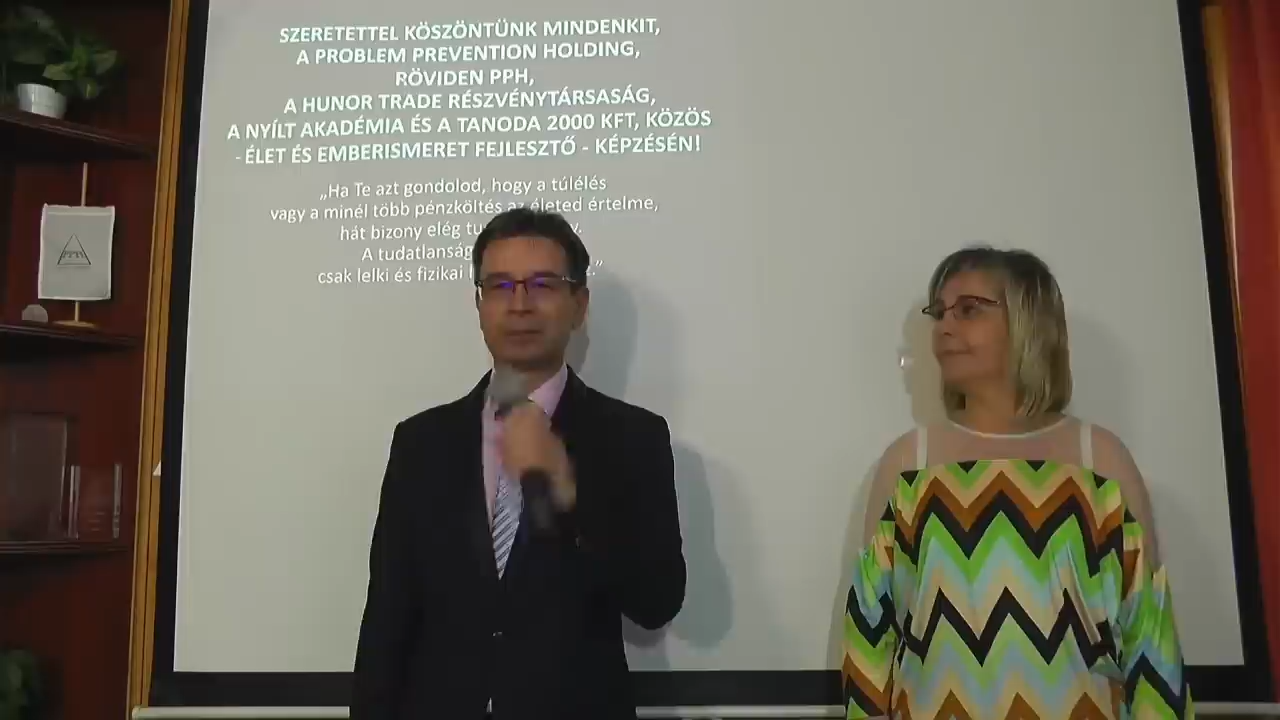 SZERETETTEL KÖSZÖNTÜNK MINDENKIT,
A PROBLEM PREVENTION HOLDING,
RÖVIDEN PPH,
A HUNOR TRADE RÉSZVÉNYTÁRSASÁG,
A NYÍLT AKADÉMIA ÉS A TANODA 2000 KFT, KÖZÖS
- ÉLET ÉS EMBERISMERET FEJLESZTŐ - KÉPZÉSÉN!
„Ha Te azt gondolod, hogy a túlélés
vagy a minél több pénzköltés az életed értelme,
hát bizony elég
A tudatlanság
csak lelki és fizikai